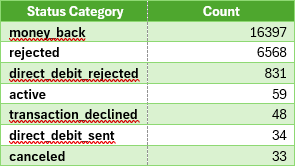 Status Category Count
money_back 16397
rejected 6568
direct_debit_rejected 831
active 59
transaction_declined 48
direct_debit_sent 34
canceled 33